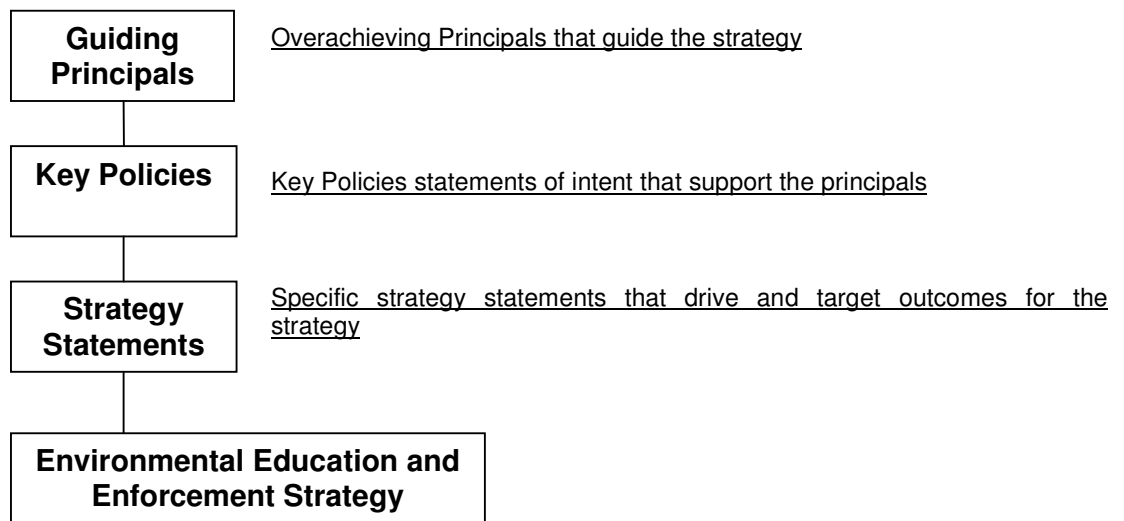 Guiding
Principals
Overachieving Principals that guide the strategy
Key Policies
Key Policies statements of intent that support the principals
Strategy
Statements
Specific strategy statements that drive and target outcomes for the
strategy
Environmental Education and
Enforcement Strategy